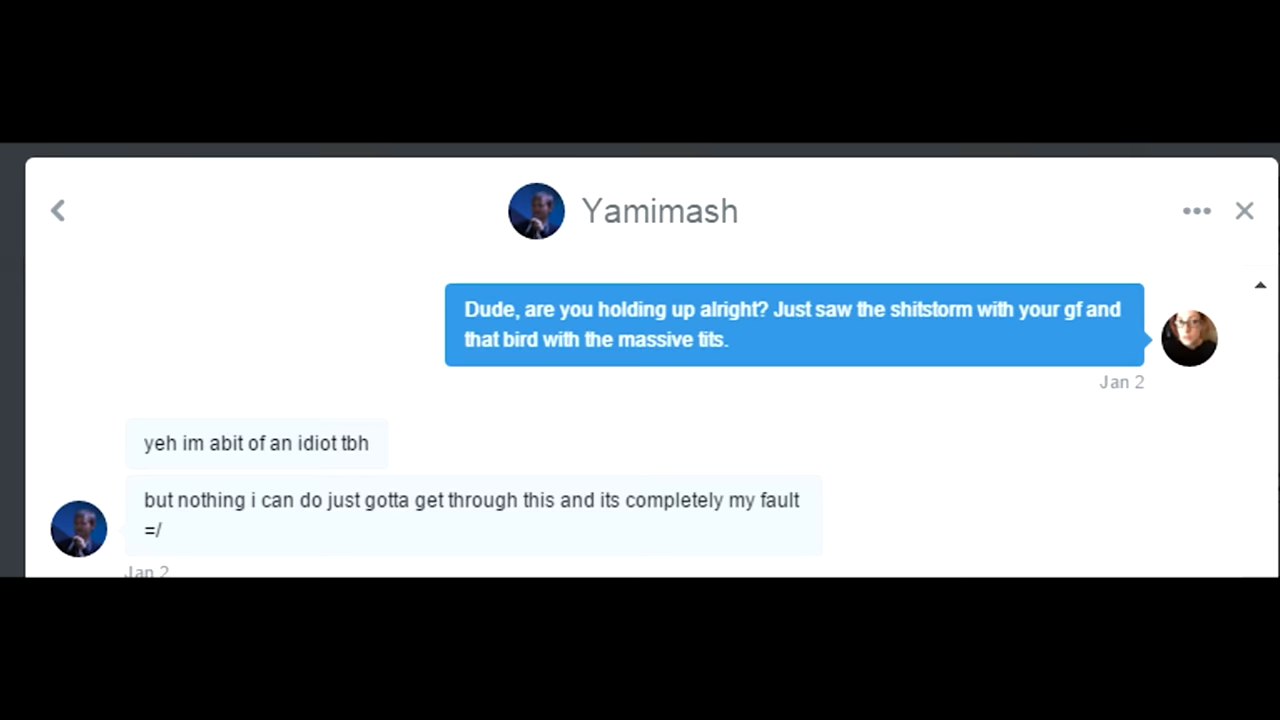 Yamimash
Dude, are you holding up alright? Just saw the shitstorm with your gf and
that bird with the massive tits.
Jan 2
yeh im abit of an idiot tbh
but nothing i can do just gotta get through this and its completely my fault
=/
Jan 2